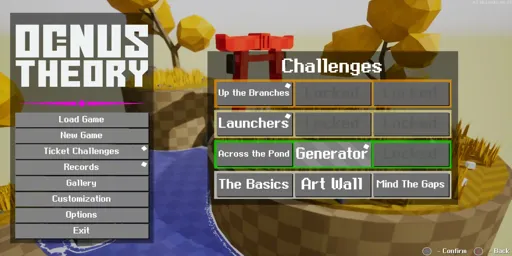 OCNUS
THEORY
Load Game
New Game
Ticket Challenges
Records
Gallery
Customization
Options
Exit
Challenges
Up the Branches Locked Locked
Launchers Locked Locked
Across the Pond Generator Locked
The Basics Art Wall Mind The Gaps
- Confirm - Back